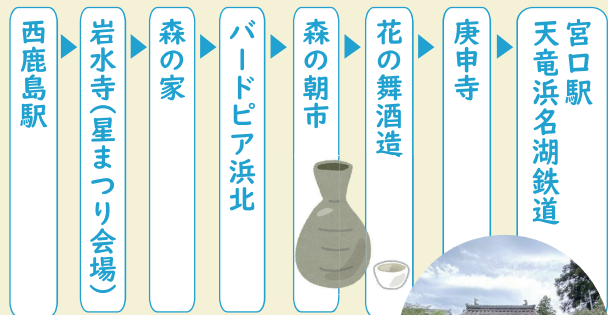 西鹿島駅
岩水寺(星まつり会場)
森の家
バードピア浜北
森の朝市
花の舞酒造
庚申寺
宮口駅
天竜浜名湖鉄道